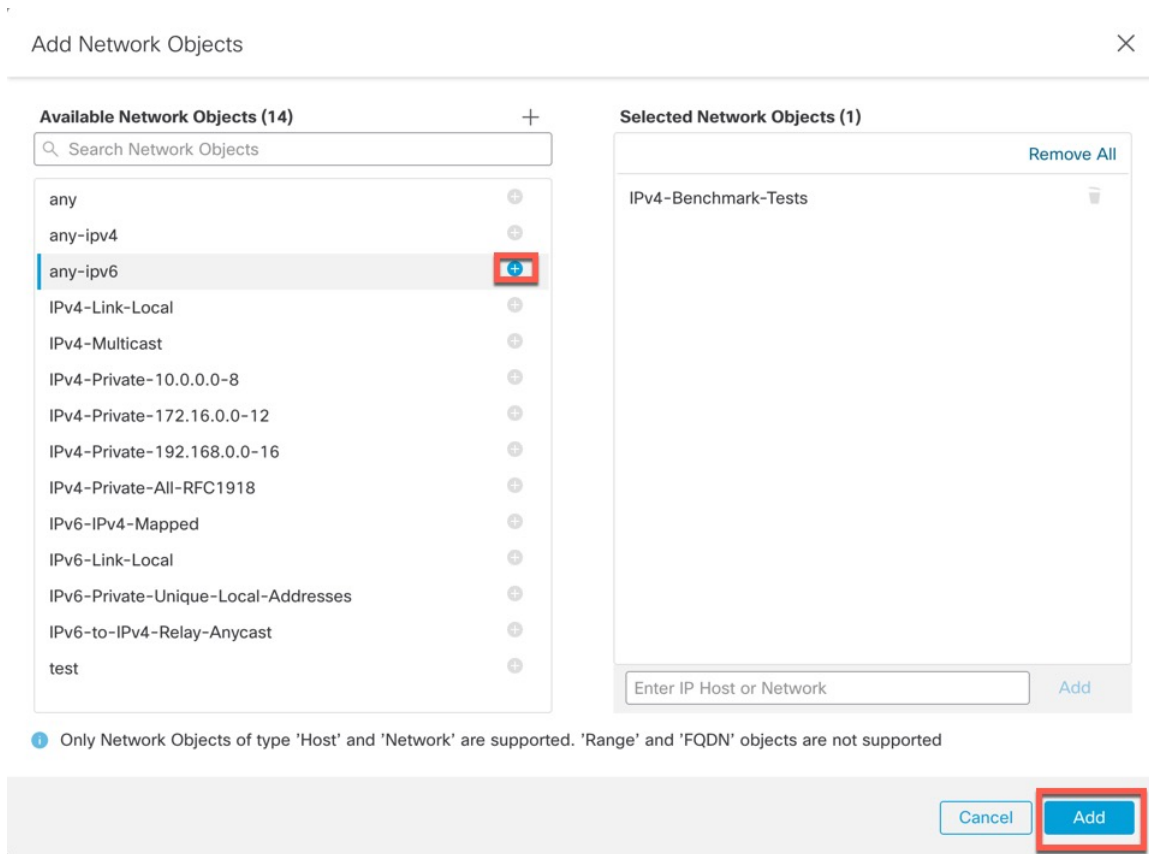 Add Network Objects
Available Network Objects (14)
Search Network Objects
any
any-ipv4
any-ipv6
IPv4-Link-Local
IPv4-Multicast
IPv4-Private-10.0.0.0-8
IPv4-Private-172.16.0.0-12
IPv4-Private-192.168.0.0-16
IPv4-Private-All-RFC1918
IPv6-IPv4-Mapped
IPv6-Link-Local
IPv6-Private-Unique-Local-Addresses
IPv6-to-IPv4-Relay-Anycast
test
Selected Network Objects (1)
Remove All
IPv4-Benchmark-Tests
Enter IP Host or Network
Add
Only Network Objects of type 'Host' and 'Network' are supported. 'Range' and 'FQDN' objects are not supported
Cancel
Add